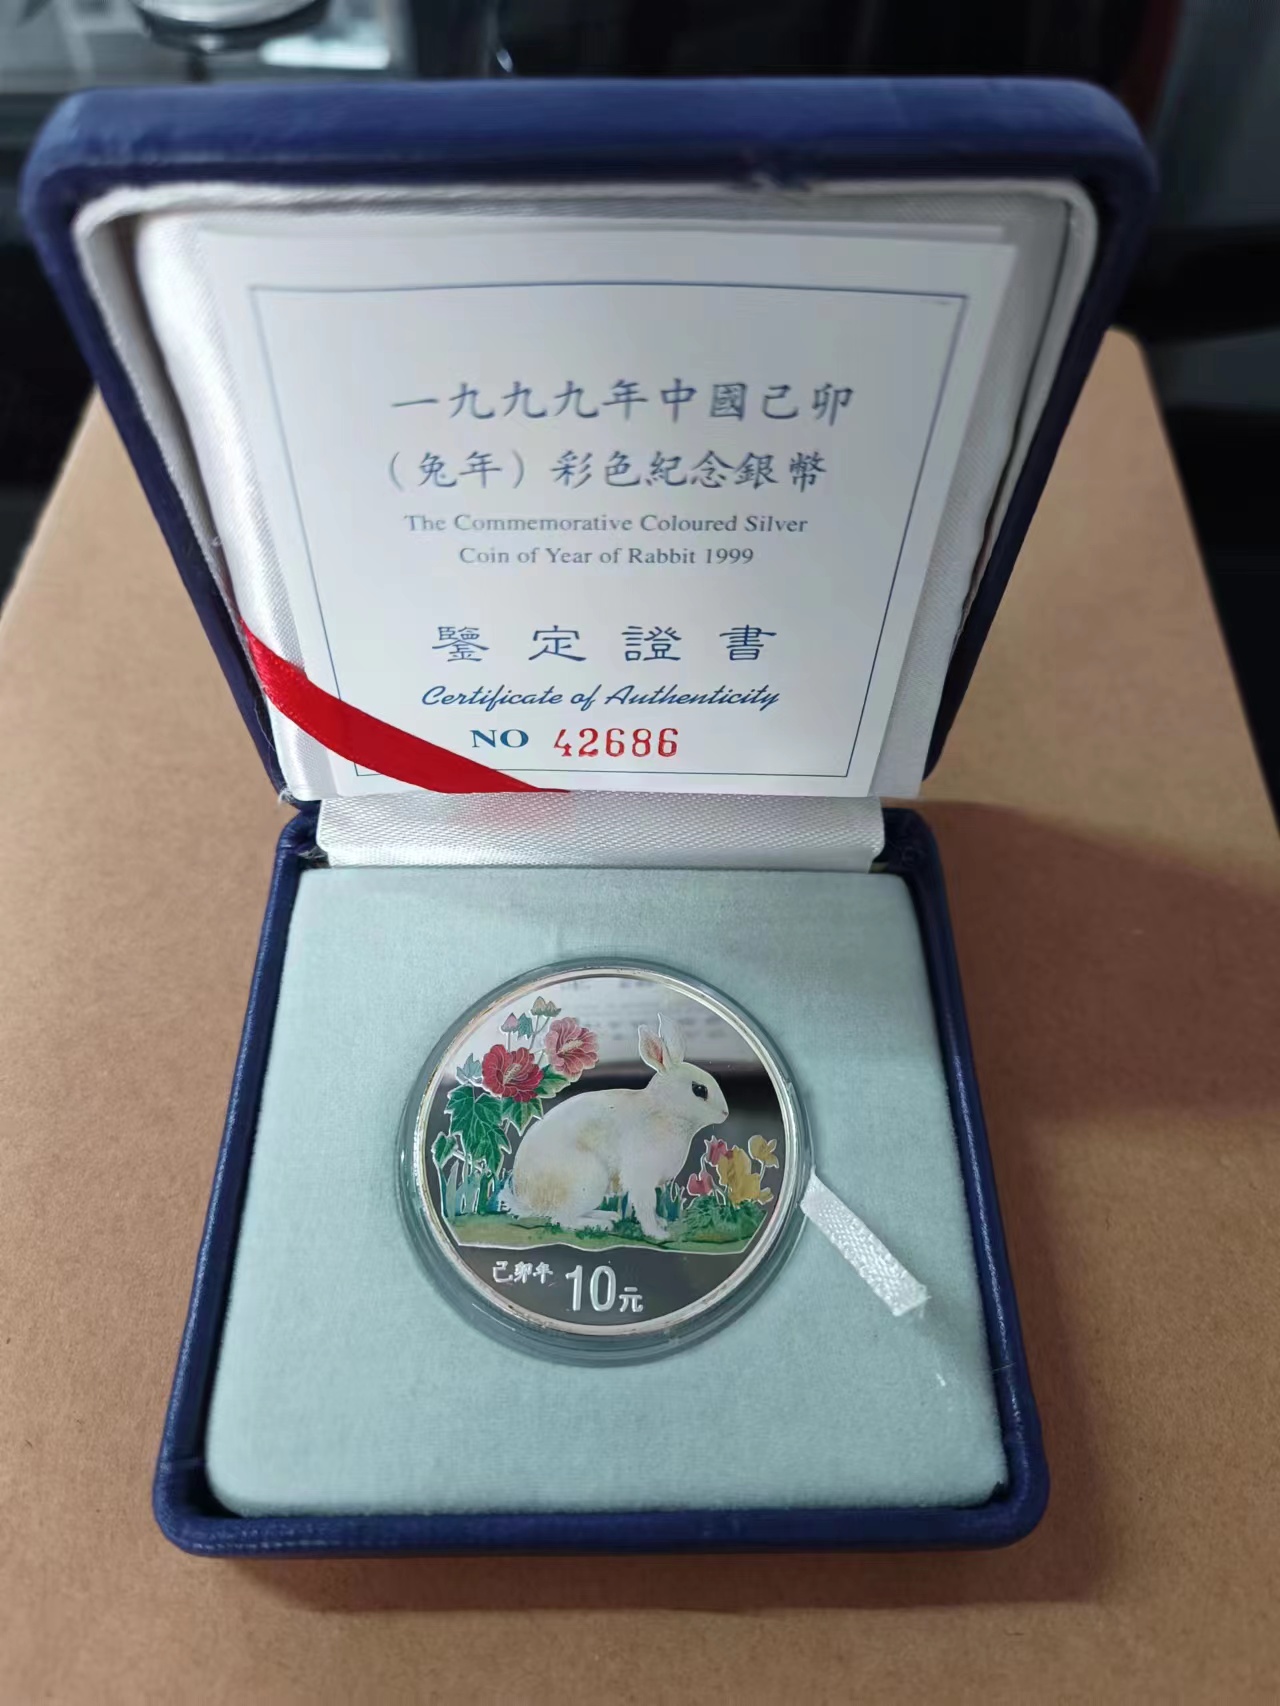 一九九九年中國己卯
（兔年）彩色紀念銀幣
The Commemorative Coloured Silver
Coin of Year of Rabbit 1999
鑒定證書
Certificate of Authenticity
NO 42686
己卯年 10元